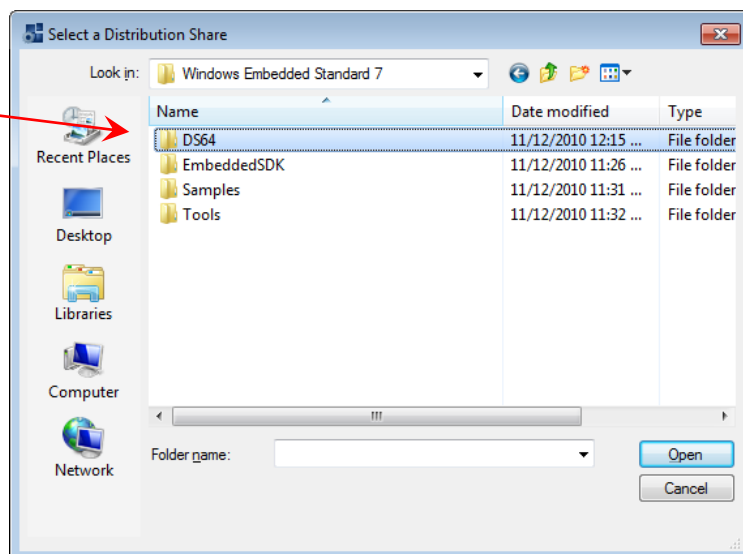 Select a Distribution Share
Look in: Windows Embedded Standard 7
Name Date modified Type
DS64 11/12/2010 12:15 ... File folder
EmbeddedSDK 11/12/2010 11:26 ... File folder
Samples 11/12/2010 11:31 ... File folder
Tools 11/12/2010 11:32 ... File folder
Recent Places
Desktop
Libraries
Computer
Network
Folder name:
Open
Cancel